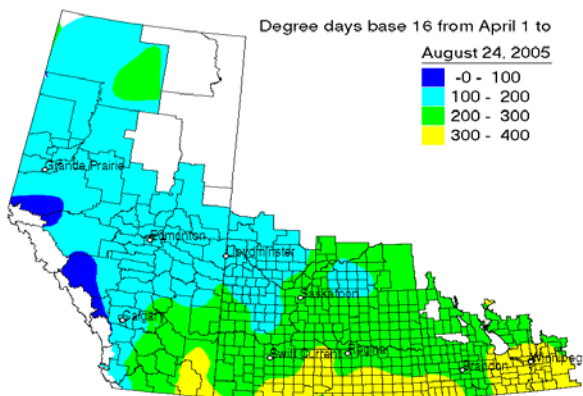 Degree days base 16 from April 1 to
August 24, 2005
-0 - 100
100 - 200
200 - 300
300 - 400
Grande Prairie
Edmonton
Lloydminster
Saskatoon
Calgary
Swift Current
Regina
Brandon
Winnipeg